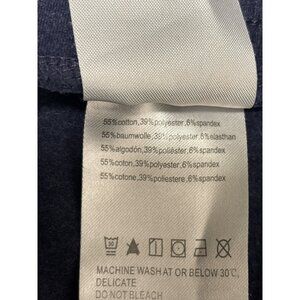 55%cotton,39%polyester,6%spandex
55%baumwolle,39%polyester,6%elasthan
55%algodón,39%poliéster,6%spandex
55%coton,39%polyester,6%spandex
55%cotone,39%poliestere,6%spandex
30
MACHINE WASH AT OR BELOW 30℃,
DELICATE
DO NOT BLEACH